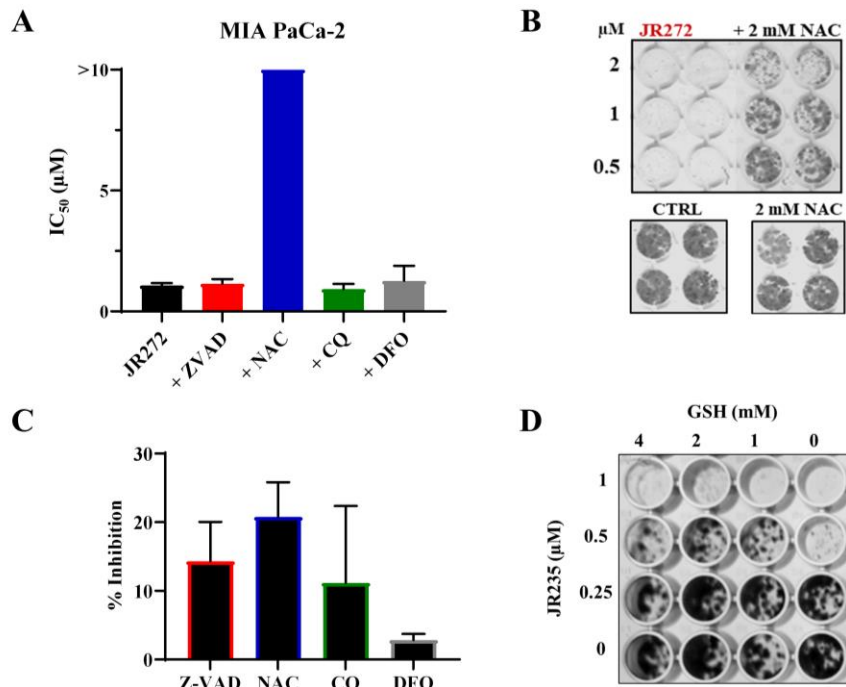 A
MIA PaCa-2
>10
5
0
IC50 (µM)
JR272
+ ZVAD
+ NAC
+ CQ
+ DFO
B
µM JR272 + 2 mM NAC
2
1
0.5
CTRL
2 mM NAC
C
30
20
10
0
% Inhibition
Z-VAD NAC CQ DFO
D
GSH (mM)
4 2 1 0
1
0.5
0.25
0
JR235 (µM)